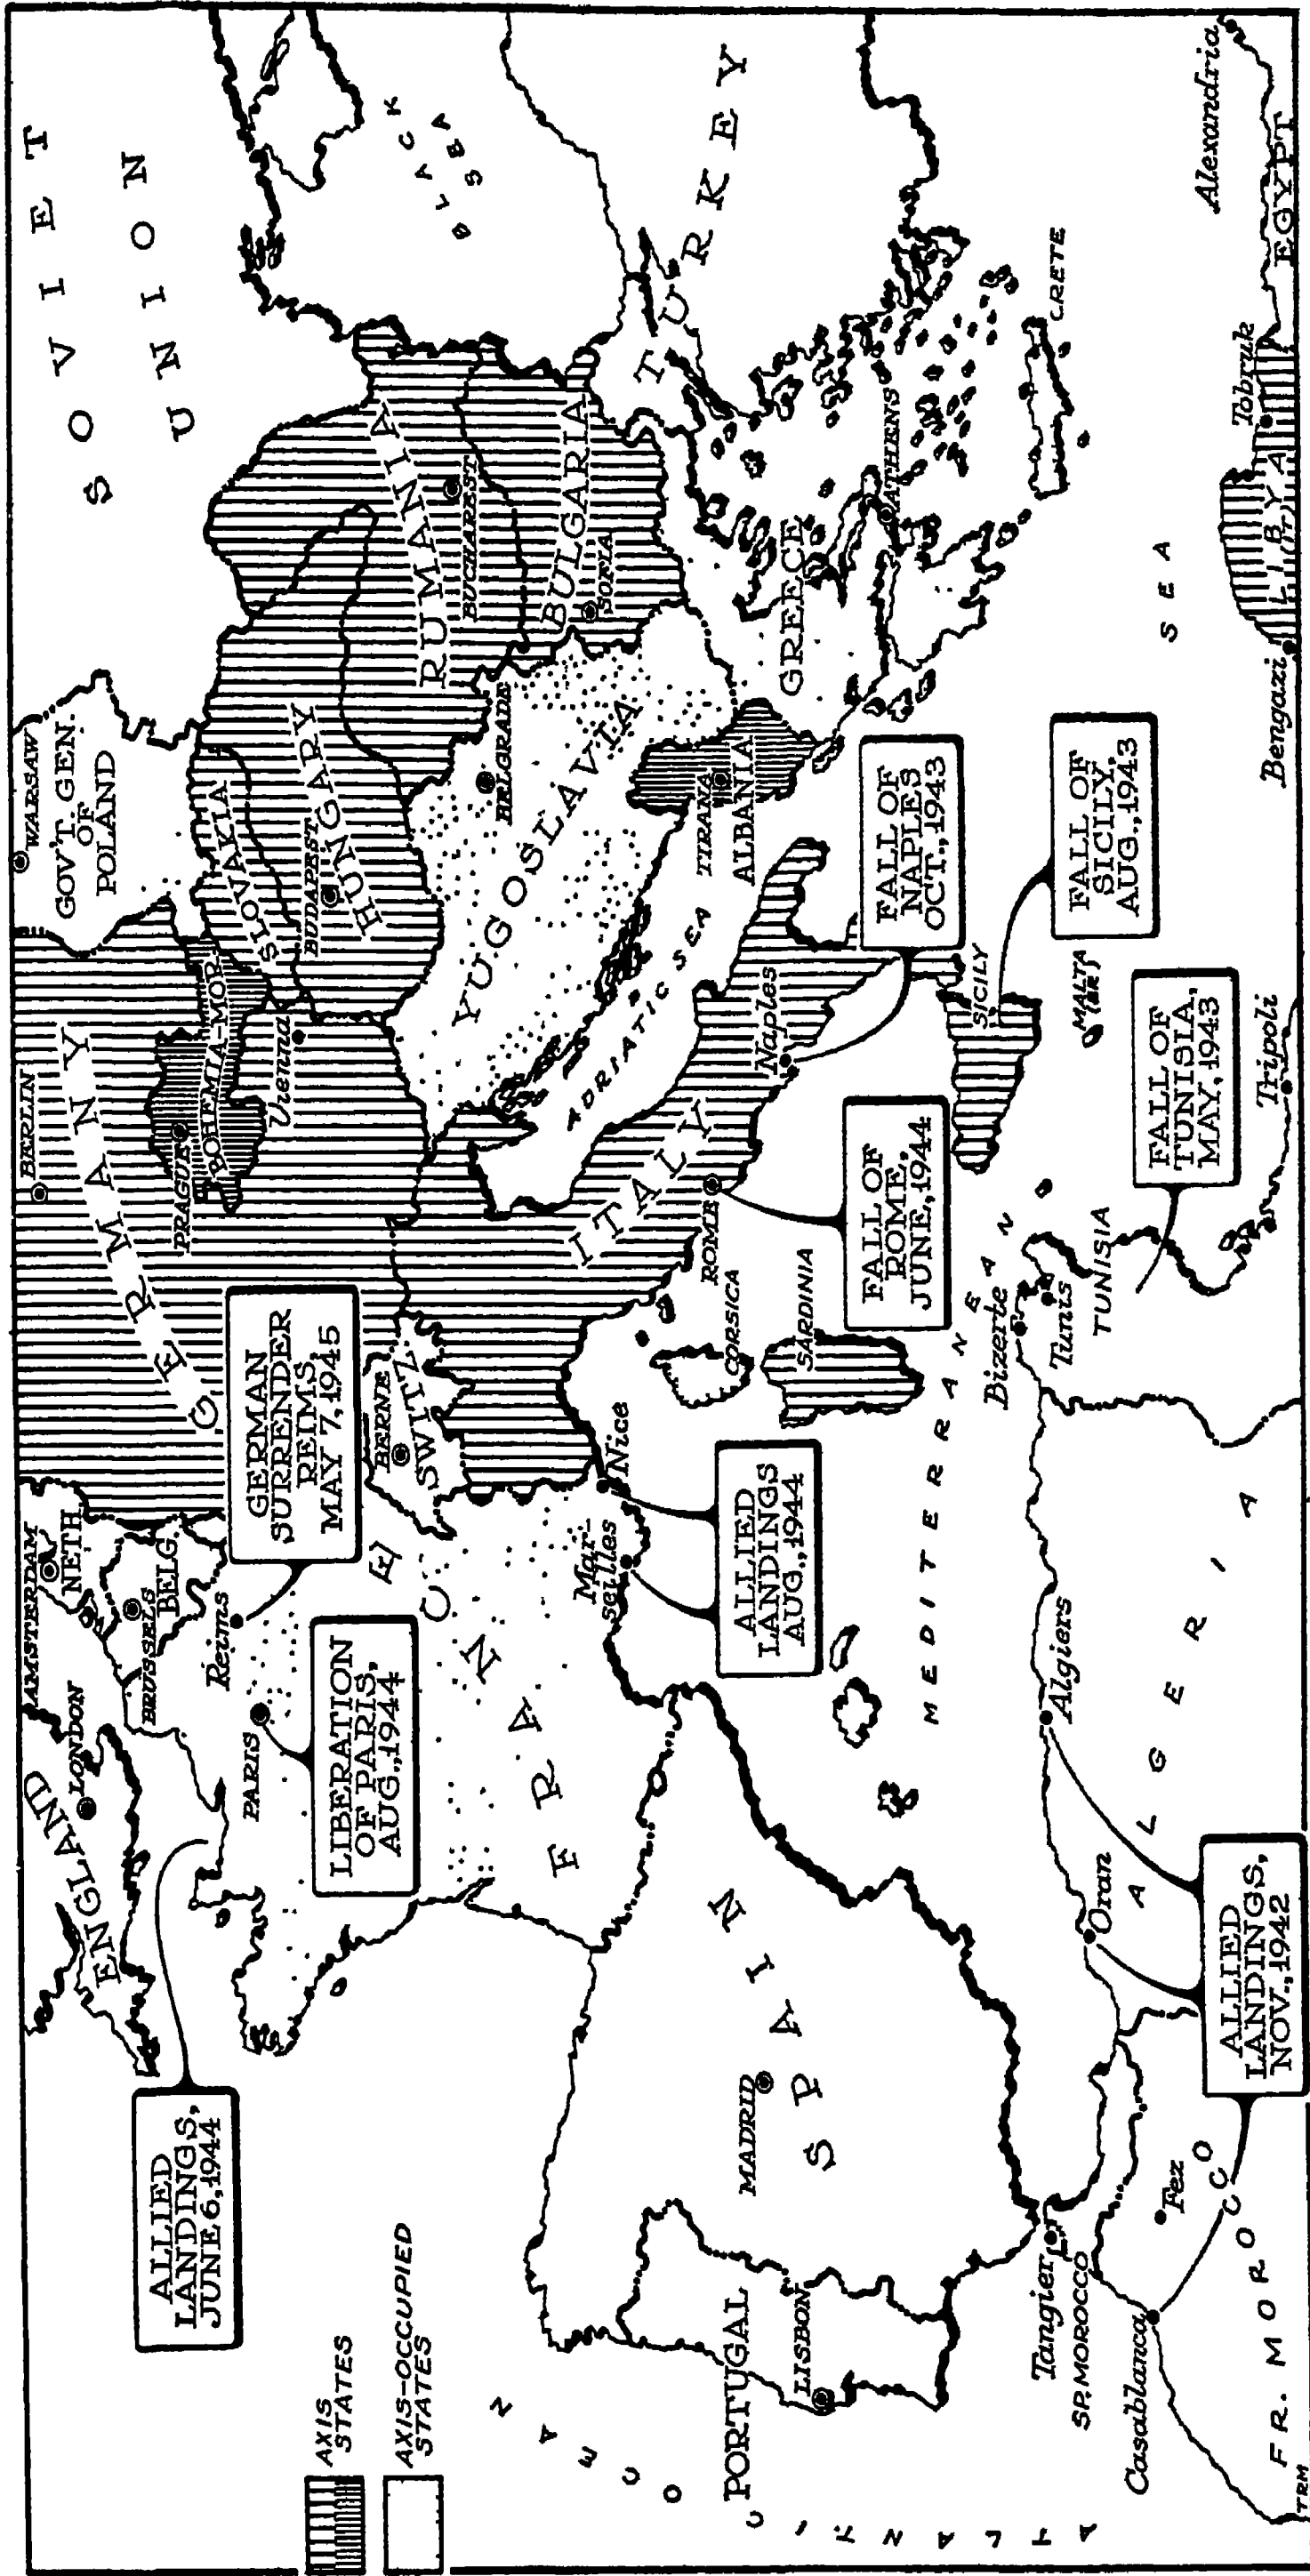 ALLIED
LANDINGS,
JUNE 6, 1944
AXIS
STATES
AXIS-OCCUPIED
STATES
ENGLAND
LONDON
AMSTERDAM
NETH.
BRUSSELS
BELG.
Reims
PARIS
LIBERATION
OF PARIS,
AUG., 1944
GERMAN
SURRENDER
REIMS
MAY 7, 1945
FRANCE
BERNE
SWITZ.
BERLIN
GERMANY
PRAGUE
BOHEMIA-MOR.
Vienna
SLOVAKIA
BUDAPEST
HUNGARY
WARSAW
GOV'T. GEN.
OF
POLAND
SOVIET
UNION
BLACK
SEA
RUMANIA
BUCHAREST
BULGARIA
SOFIA
BELGRADE
YUGOSLAVIA
TIRANA
ALBANIA
GREECE
ATHENS
TURKEY
CRETE
ADRIATIC SEA
ITALY
ROME
Naples
CORSICA
SARDINIA
SICILY
MALTA
(BR.)
Nice
Mar-
seilles
ALLIED
LANDINGS
AUG., 1944
FALL OF
ROME,
JUNE, 1944
FALL OF
NAPLES
OCT., 1943
FALL OF
SICILY,
AUG., 1943
FALL OF
TUNISIA,
MAY, 1943
ATLANTIC
OCEAN
PORTUGAL
LISBON
MADRID
SPAIN
MEDITERRANEAN
SEA
Tangier
SP. MOROCCO
Casablanca
Fez
FR. MOROCCO
ALLIED
LANDINGS,
NOV., 1942
Oran
Algiers
ALGERIA
Bizerte
Tunis
TUNISIA
Tripoli
Bengazi
LIBYA
(IT.)
Tobruk
Alexandria
EGYPT
TRM